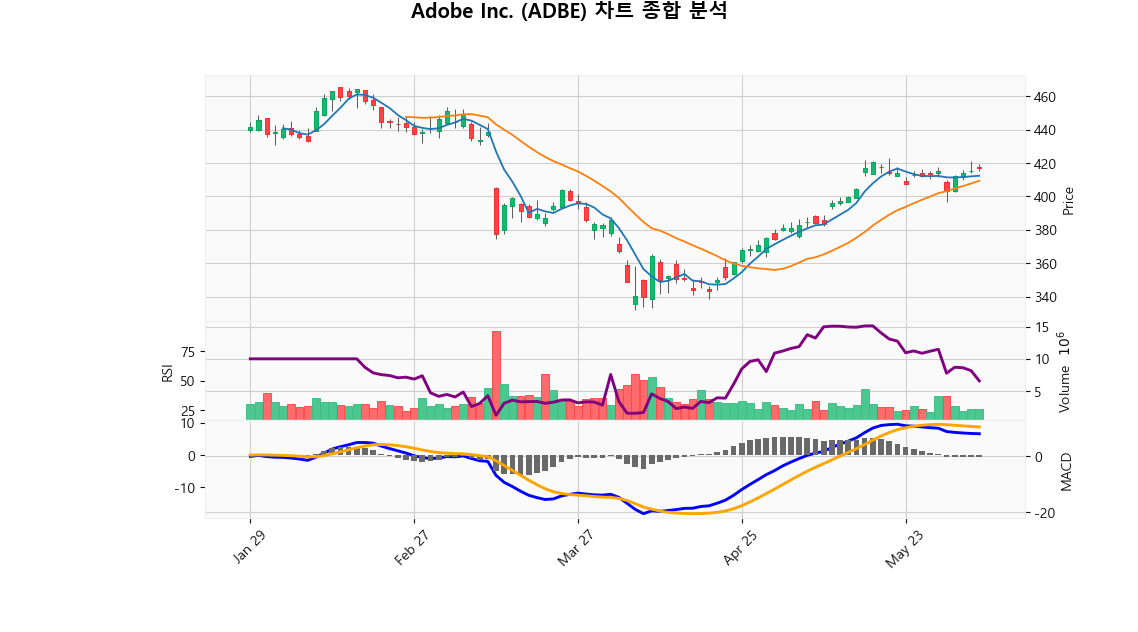 Adobe Inc. (ADBE) 차트 종합 분석
460
440
420
400
380
360
340
Price
75
50
25
RSI
15
10
5
Volume 10⁶
10
0
-10
0
-20
MACD
Jan 29
Feb 27
Mar 27
Apr 25
May 23